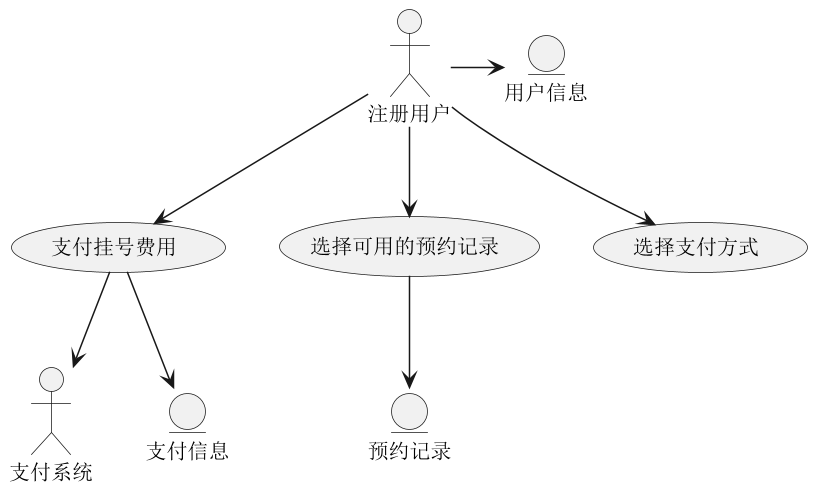 用户信息
注册用户
支付挂号费用
选择可用的预约记录
选择支付方式
支付系统
支付信息
预约记录